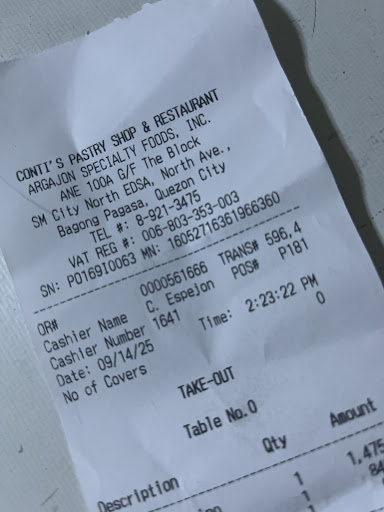 CONTI'S PASTRY SHOP & RESTAURANT
ARGAJON SPECIALTY FOODS, INC.
ANE 100A G/F The Block
SM City North EDSA, North Ave.,
Bagong Pagasa, Quezon City
TEL #: 8-921-3475
VAT REG #: 006-803-353-003
SN: P016910063 MN: 16052716361966360
OR# 0000561666 TRANS# 596,4
Cashier Name C. Espejon POS# P181
Cashier Number 1641
Date: 09/14/25 Time: 2:23:22 PM
No of Covers 0
TAKE-OUT
Table No.0
Description Qty Amount
1 1,475
1